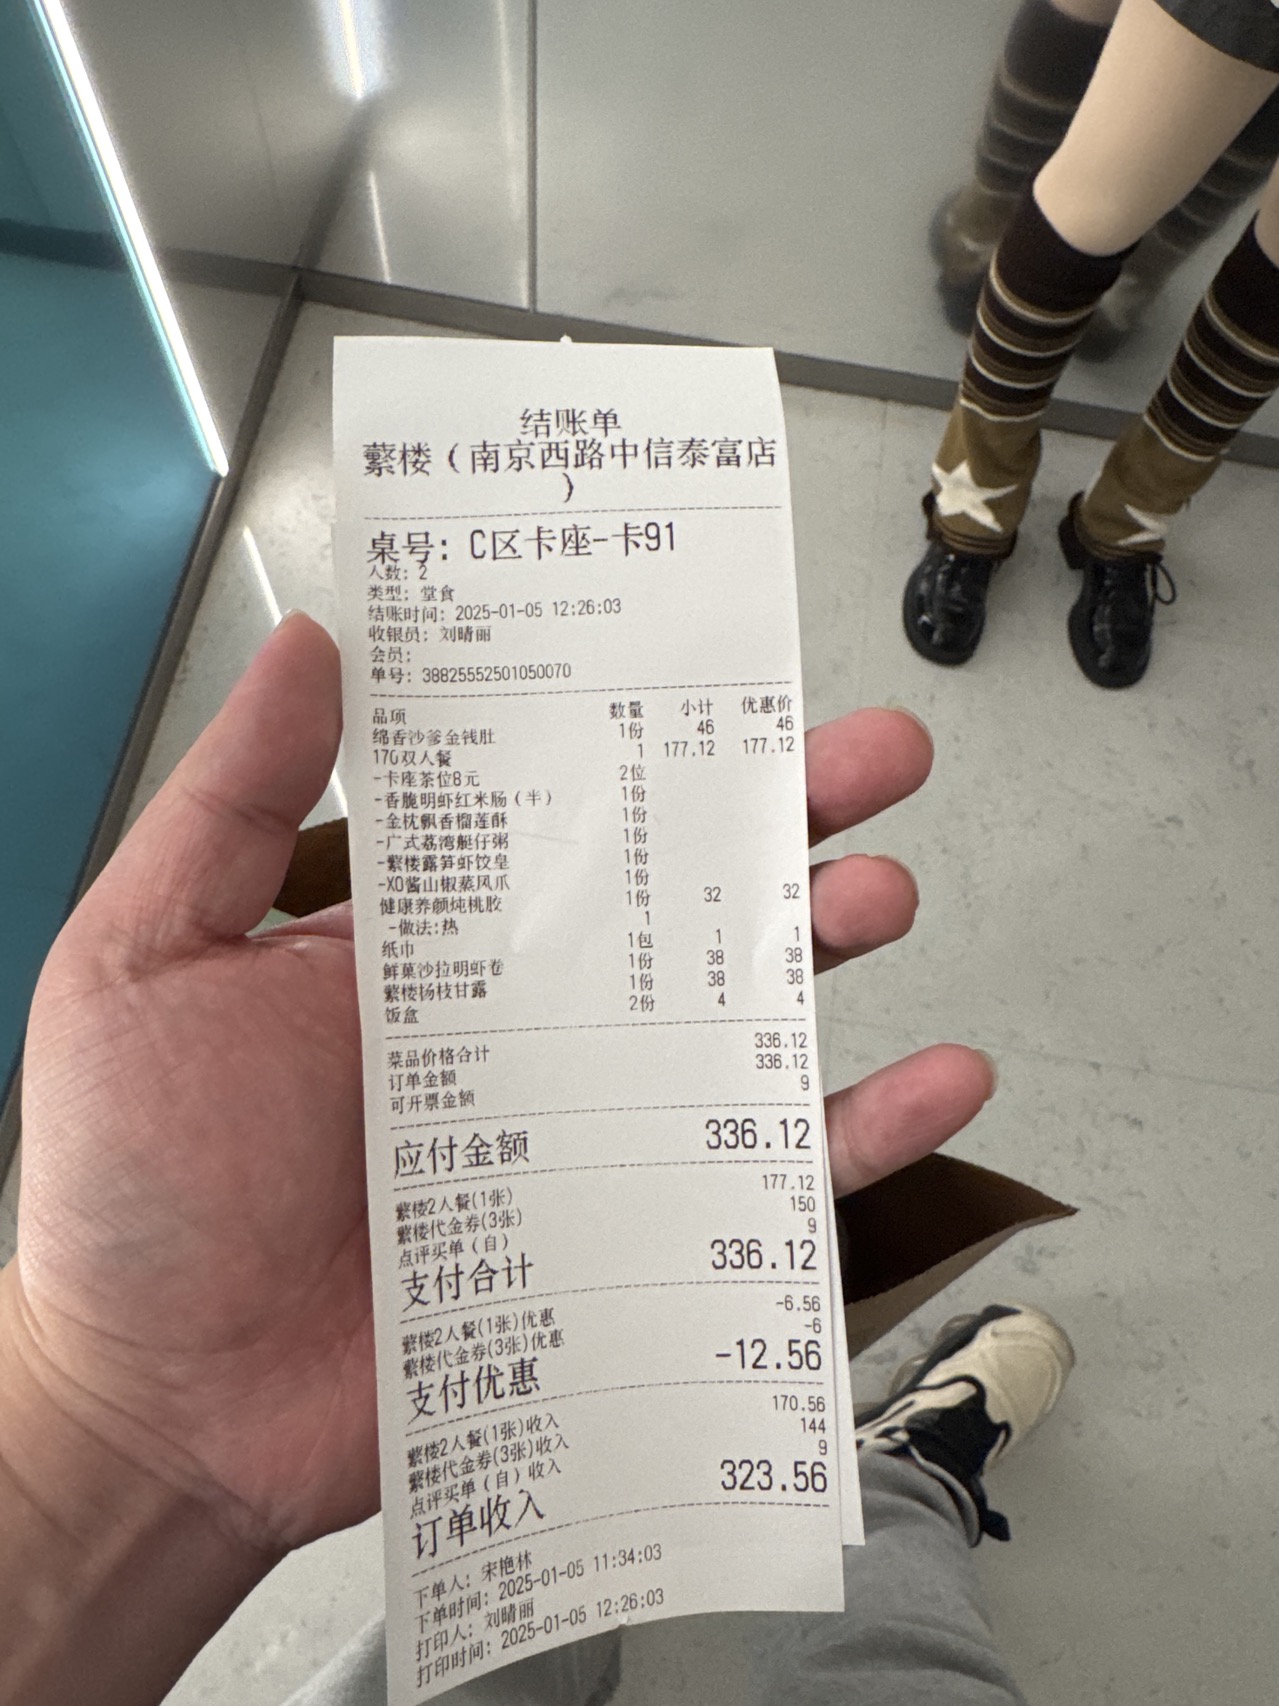 结账单
蘩楼（南京西路中信泰富店
）
桌号: C区卡座-卡91
人数: 2
类型: 堂食
结账时间: 2025-01-05 12:26:03
收银员: 刘晴丽
会员:
单号: 38825552501050070
品项 数量 小计 优惠价
绵香沙爹金钱肚 1份 46 46
170双人餐 1 177.12 177.12
-卡座茶位8元 2位
-香脆明虾红米肠（半） 1份
-金枕飘香榴莲酥 1份
-广式荔湾艇仔粥 1份
-蘩楼露笋虾饺皇 1份
-XO酱山椒蒸凤爪 1份
健康养颜炖桃胶 1份 32 32
-做法:热 1
纸巾 1包 1 1
鲜菓沙拉明虾卷 1份 38 38
蘩楼杨枝甘露 1份 38 38
饭盒 2份 4 4
菜品价格合计 336.12
订单金额 336.12
可开票金额 9
应付金额 336.12
蘩楼2人餐(1张) 177.12
蘩楼代金券(3张) 150
点评买单（自） 9
支付合计 336.12
蘩楼2人餐(1张)优惠 -6.56
蘩楼代金券(3张)优惠 -6
支付优惠 -12.56
蘩楼2人餐(1张)收入 170.56
蘩楼代金券(3张)收入 144
点评买单（自）收入 9
订单收入 323.56
下单人: 宋艳林
下单时间: 2025-01-05 11:34:03
打印人: 刘晴丽
打印时间: 2025-01-05 12:26:03